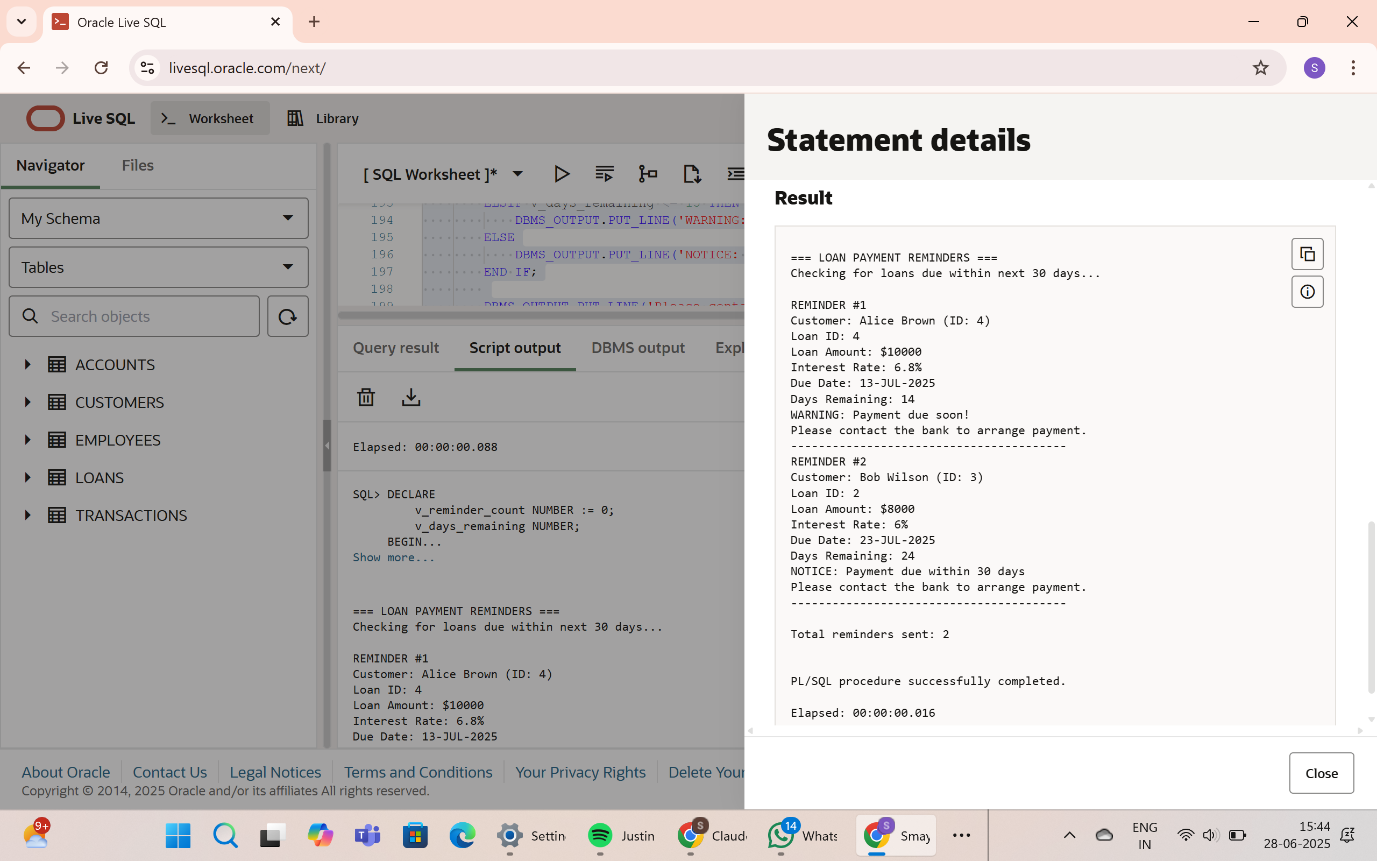 Oracle Live SQL
livesql.oracle.com/next/
S
Live SQL
Worksheet
Library
Navigator
Files
My Schema
Tables
Search objects
ACCOUNTS
CUSTOMERS
EMPLOYEES
LOANS
TRANSACTIONS
[ SQL Worksheet ]*
194 DBMS_OUTPUT.PUT_LINE('WARNING:
195 ELSE
196 DBMS_OUTPUT.PUT_LINE('NOTICE:
197 END IF;
198
Query result
Script output
DBMS output
Expl
Elapsed: 00:00:00.088
SQL> DECLARE
v_reminder_count NUMBER := 0;
v_days_remaining NUMBER;
BEGIN...
Show more...
=== LOAN PAYMENT REMINDERS ===
Checking for loans due within next 30 days...
REMINDER #1
Customer: Alice Brown (ID: 4)
Loan ID: 4
Loan Amount: $10000
Interest Rate: 6.8%
Due Date: 13-JUL-2025
Statement details
Result
=== LOAN PAYMENT REMINDERS ===
Checking for loans due within next 30 days...
REMINDER #1
Customer: Alice Brown (ID: 4)
Loan ID: 4
Loan Amount: $10000
Interest Rate: 6.8%
Due Date: 13-JUL-2025
Days Remaining: 14
WARNING: Payment due soon!
Please contact the bank to arrange payment.
----------------------------------------
REMINDER #2
Customer: Bob Wilson (ID: 3)
Loan ID: 2
Loan Amount: $8000
Interest Rate: 6%
Due Date: 23-JUL-2025
Days Remaining: 24
NOTICE: Payment due within 30 days
Please contact the bank to arrange payment.
----------------------------------------
Total reminders sent: 2
PL/SQL procedure successfully completed.
Elapsed: 00:00:00.016
Close
About Oracle
Contact Us
Legal Notices
Terms and Conditions
Your Privacy Rights
Delete Your
Copyright © 2014, 2025 Oracle and/or its affiliates All rights reserved.
9+
Settin
Justin
S
Claud
14
Whats
S
Smay
ENG
IN
15:44
28-06-2025